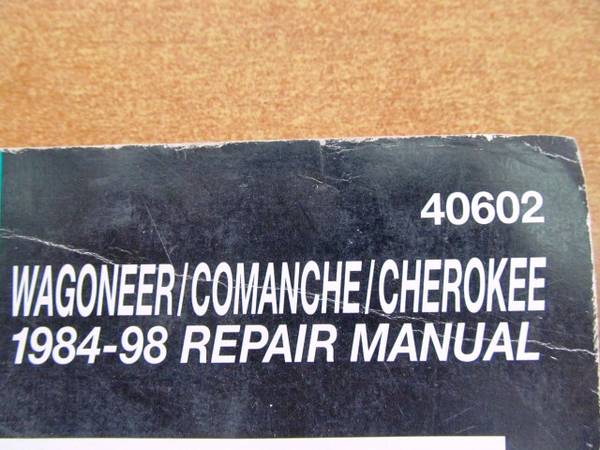 40602
WAGONEER/COMANCHE/CHEROKEE
1984-98 REPAIR MANUAL